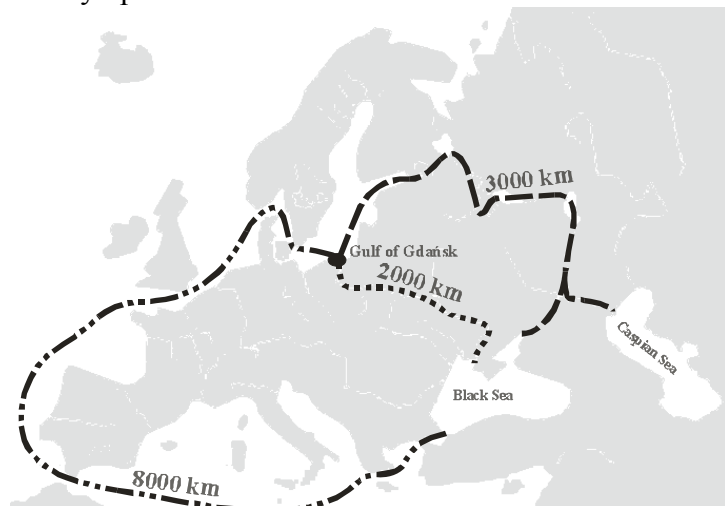 3000 km
Gulf of Gdańsk
2000 km
Caspian Sea
Black Sea
8000 km